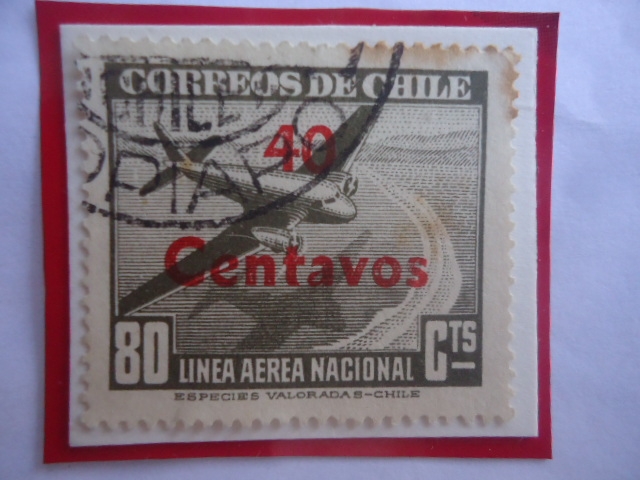 CORREOS DE CHILE
40
Centavos
80 CTS
LINEA AEREA NACIONAL
ESPECIES VALORADAS-CHILE